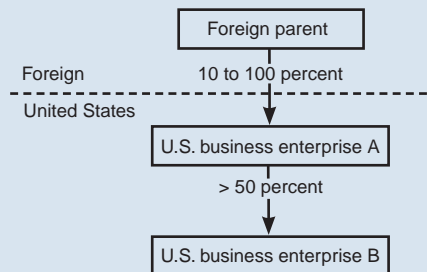 Foreign parent
Foreign 10 to 100 percent
United States
U.S. business enterprise A
> 50 percent
U.S. business enterprise B